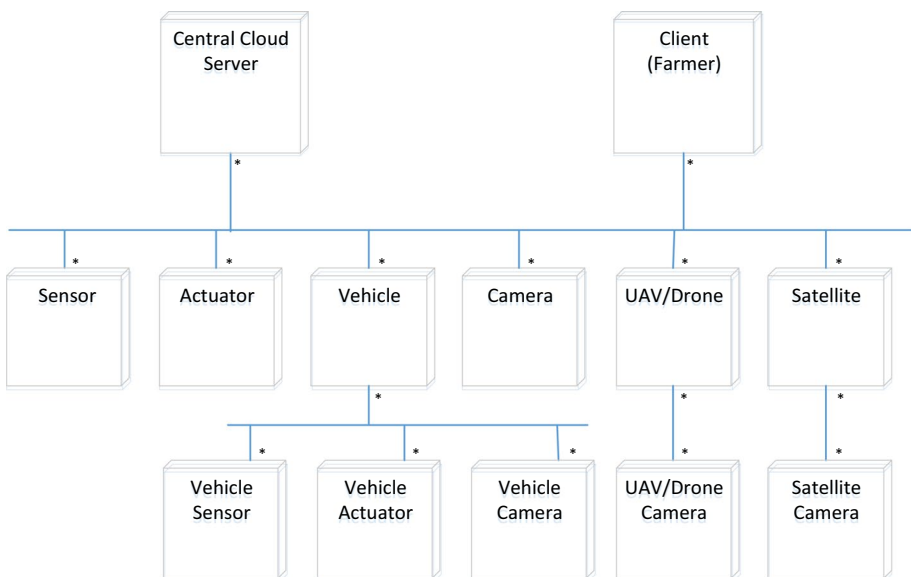 Central Cloud
Server
*
Client
(Farmer)
*
Sensor
*
Actuator
*
Vehicle
*
Camera
*
UAV/Drone
*
Satellite
*
*
*
*
Vehicle
Sensor
*
Vehicle
Actuator
*
Vehicle
Camera
*
UAV/Drone
Camera
*
Satellite
Camera
*